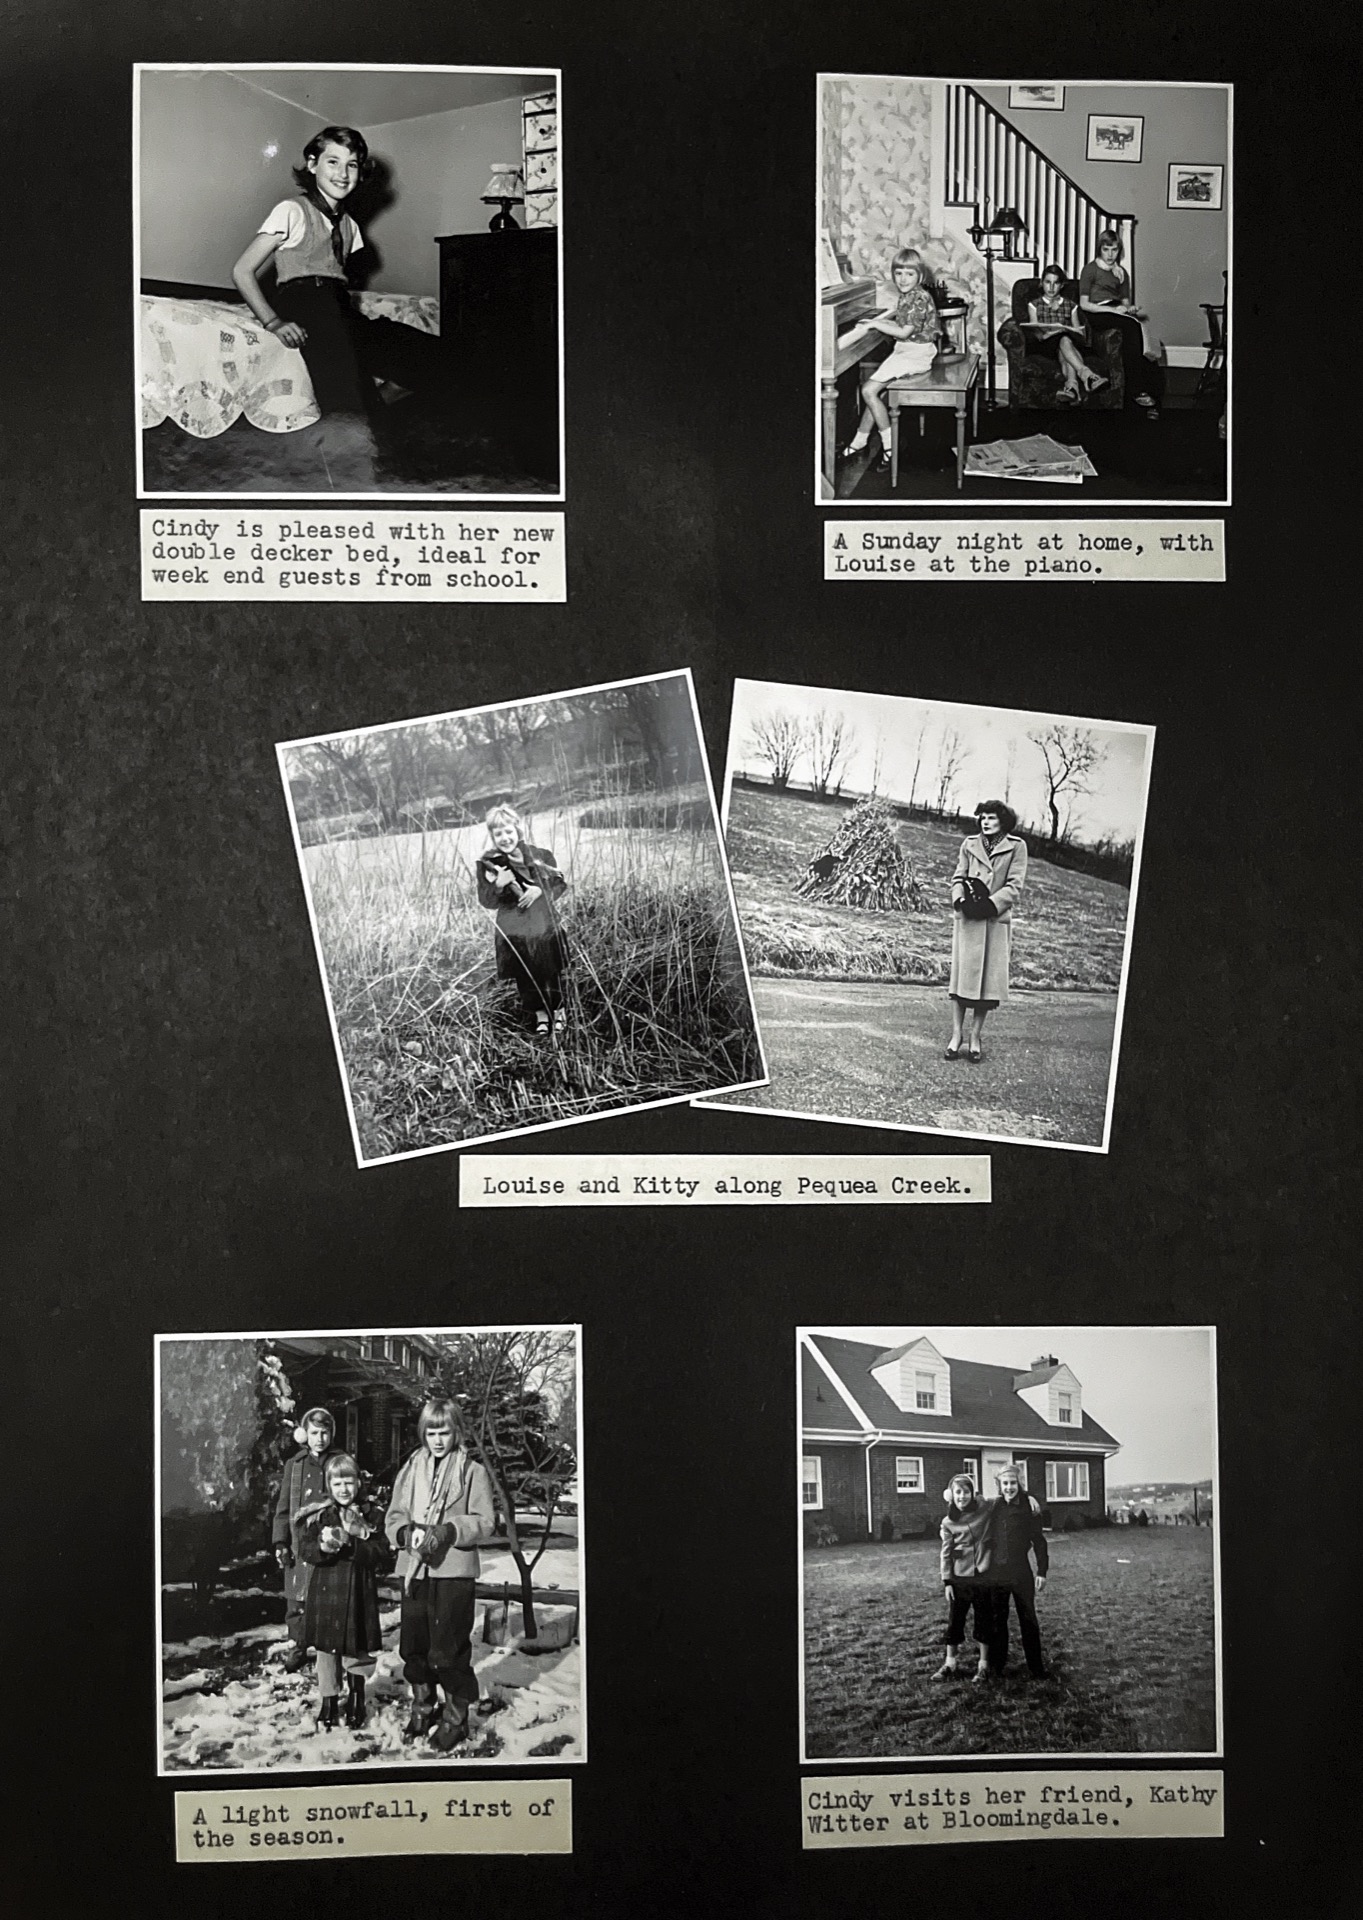 Cindy is pleased with her new
double decker bed, ideal for
week end guests from school.
A Sunday night at home, with
Louise at the piano.
Louise and Kitty along Pequea Creek.
A light snowfall, first of
the season.
Cindy visits her friend, Kathy
Witter at Bloomingdale.